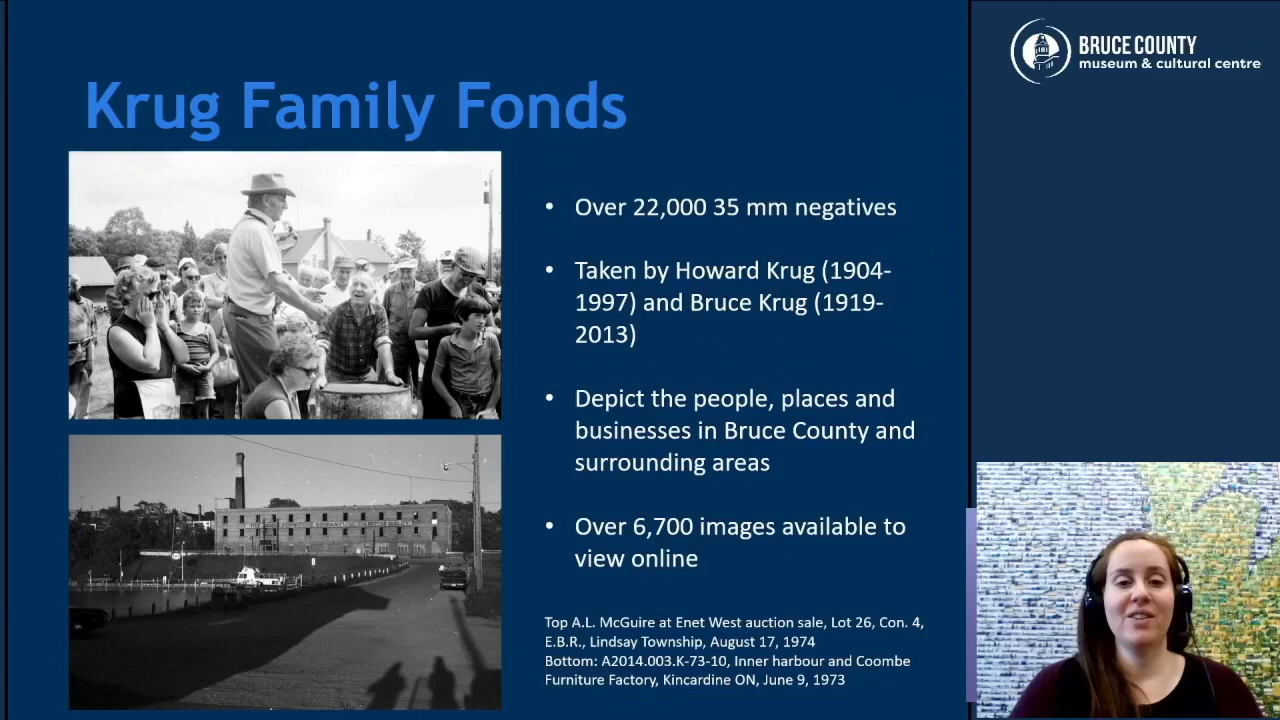 BRUCE COUNTY
museum & cultural centre
Krug Family Fonds
• Over 22,000 35 mm negatives
• Taken by Howard Krug (1904-
1997) and Bruce Krug (1919-
2013)
• Depict the people, places and
businesses in Bruce County and
surrounding areas
• Over 6,700 images available to
view online
Top A.L. McGuire at Enet West auction sale, Lot 26, Con. 4,
E.B.R., Lindsay Township, August 17, 1974
Bottom: A2014.003.K-73-10, Inner harbour and Coombe
Furniture Factory, Kincardine ON, June 9, 1973